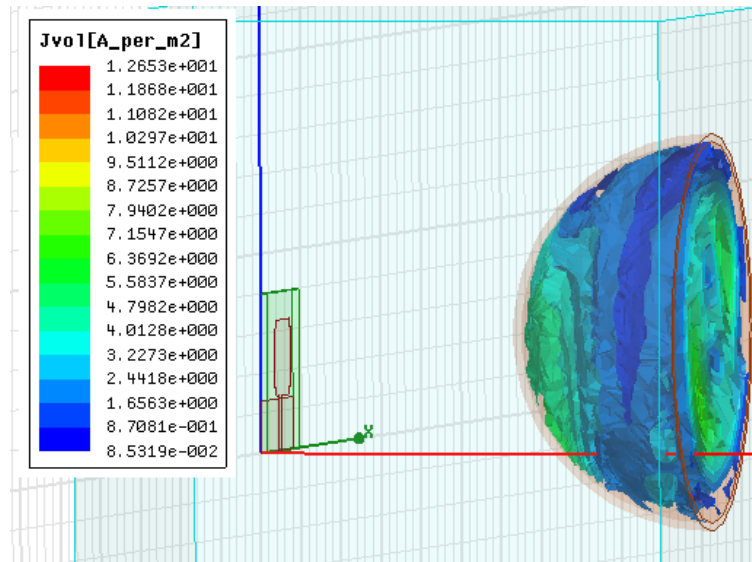 Jvol[A_per_m2]
1.2653e+001
1.1868e+001
1.1082e+001
1.0297e+001
9.5112e+000
8.7257e+000
7.9402e+000
7.1547e+000
6.3692e+000
5.5837e+000
4.7982e+000
4.0128e+000
3.2273e+000
2.4418e+000
1.6563e+000
8.7081e-001
8.5319e-002
X